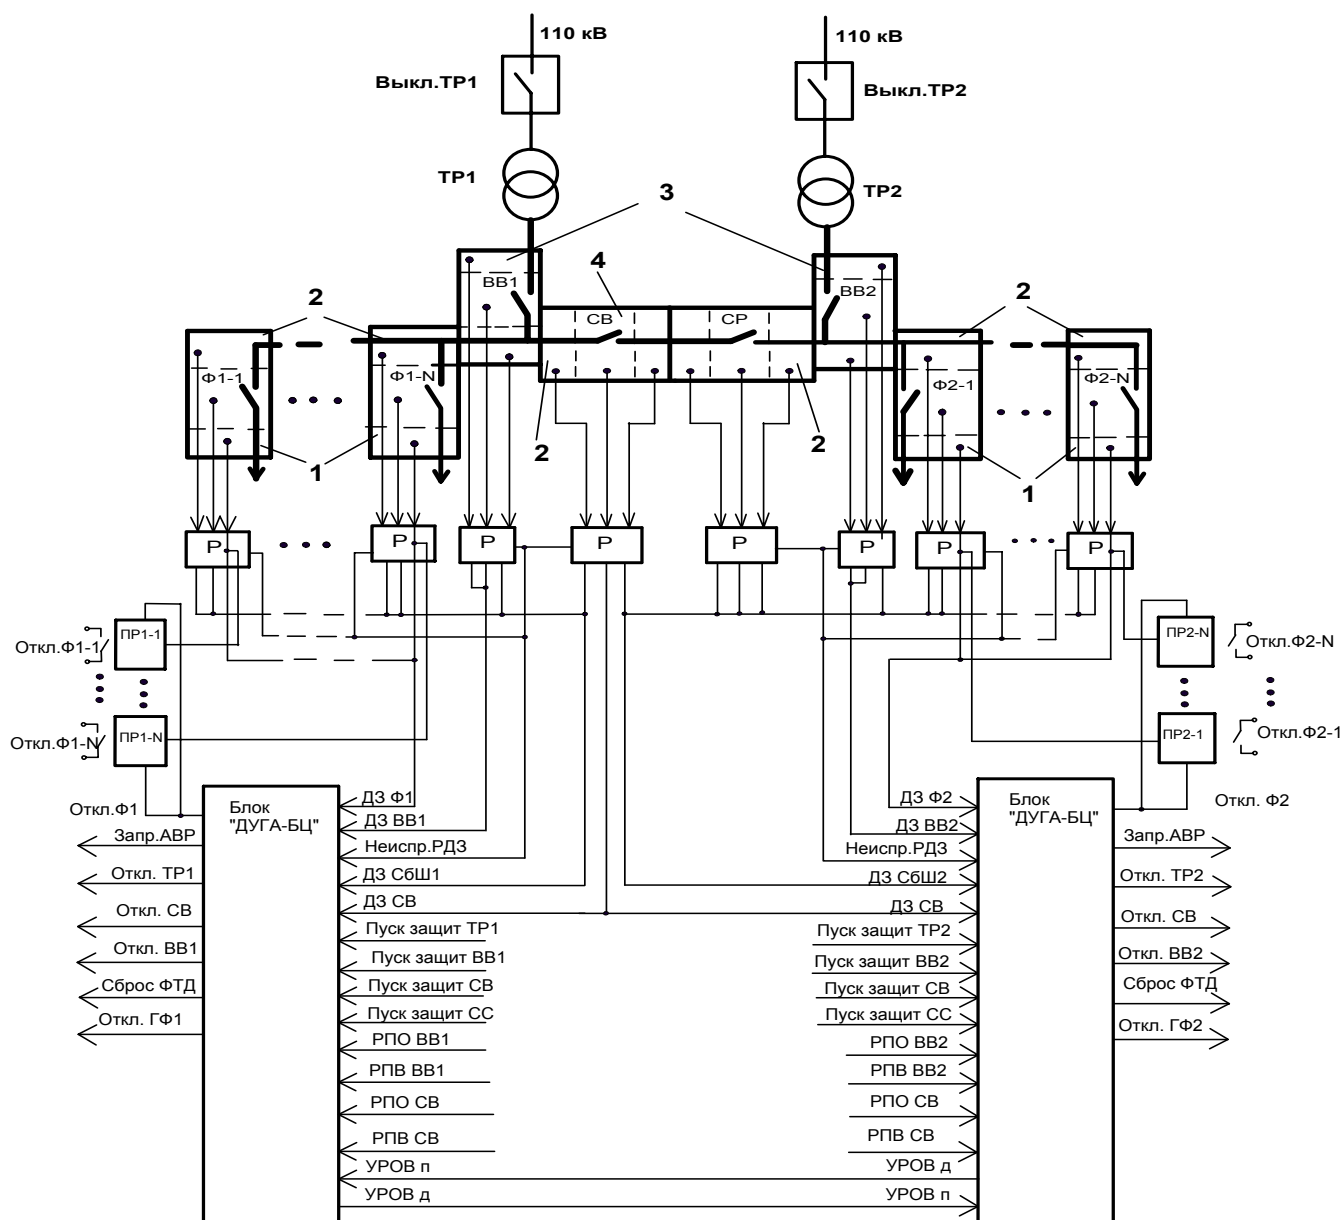 110 кВ
110 кВ
Выкл.ТР1
Выкл.ТР2
ТР1
ТР2
3
4
2
2
ВВ1
ВВ2
СВ
СР
Ф1-1
Ф1-N
Ф2-1
Ф2-N
2
2
1
1
Р
Р
Р
Р
Р
Р
Р
Р
Откл.Ф1-1
ПР1-1
ПР2-N
Откл.Ф2-N
Откл.Ф1-N
ПР1-N
ПР2-1
Откл.Ф2-1
Откл.Ф1
Блок
"ДУГА-БЦ"
ДЗ Ф1
ДЗ Ф2
Блок
"ДУГА-БЦ"
Откл. Ф2
Запр.АВР
ДЗ ВВ1
ДЗ ВВ2
Запр.АВР
Неиспр.РДЗ
Неиспр.РДЗ
Откл. ТР1
ДЗ СбШ1
ДЗ СбШ2
Откл. ТР2
Откл. СВ
ДЗ СВ
ДЗ СВ
Откл. СВ
Пуск защит ТР1
Пуск защит ТР2
Откл. ВВ1
Пуск защит ВВ1
Пуск защит ВВ2
Откл. ВВ2
Сброс ФТД
Пуск защит СВ
Пуск защит СВ
Сброс ФТД
Откл. ГФ1
Пуск защит СС
Пуск защит СС
Откл. ГФ2
РПО ВВ1
РПО ВВ2
РПВ ВВ1
РПВ ВВ2
РПО СВ
РПО СВ
РПВ СВ
РПВ СВ
УРОВ п
УРОВ д
УРОВ д
УРОВ п